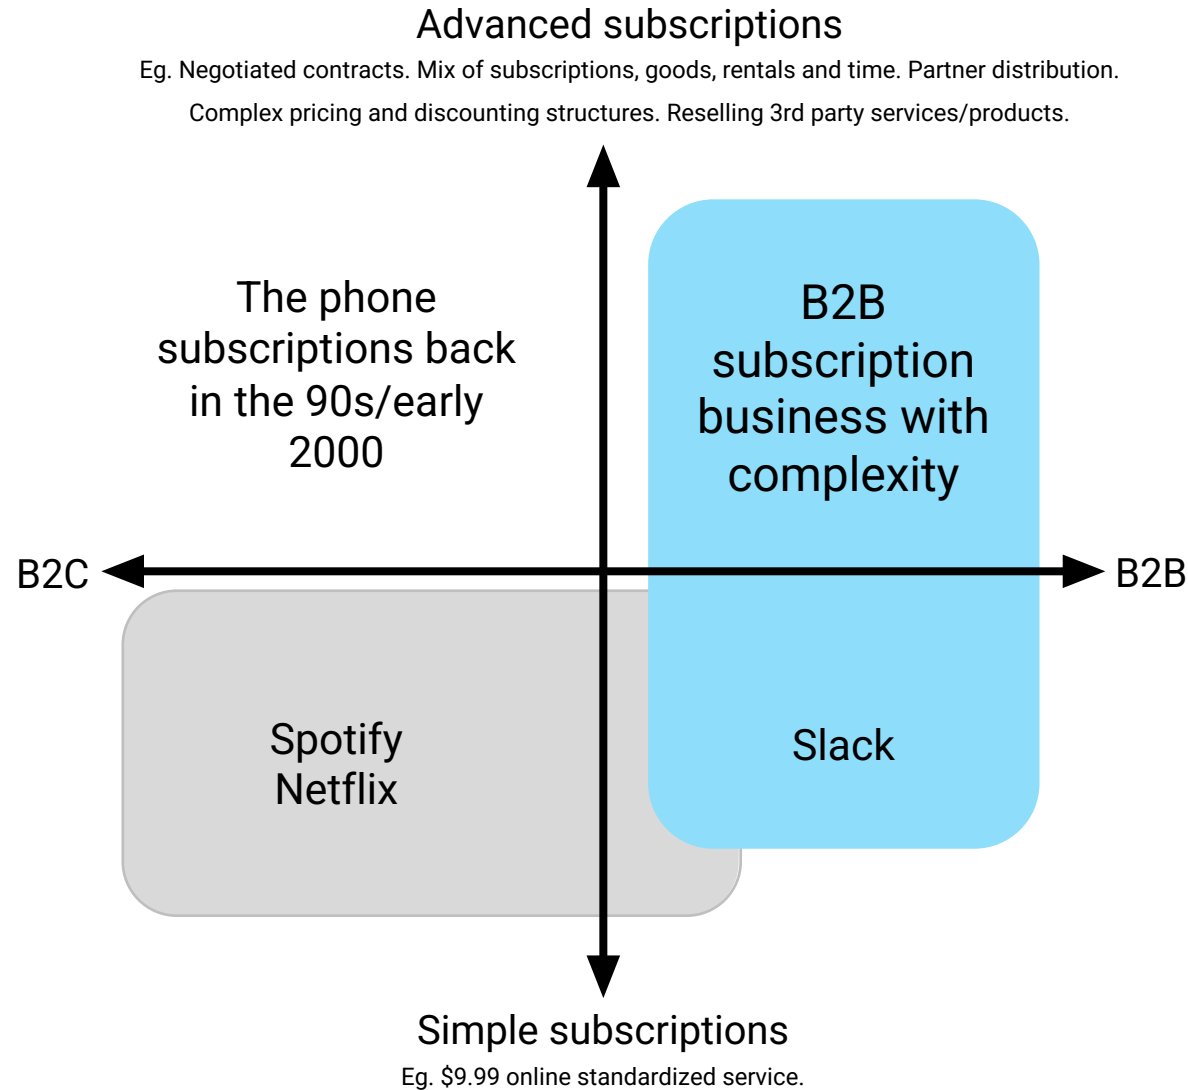 Advanced subscriptions
Eg. Negotiated contracts. Mix of subscriptions, goods, rentals and time. Partner distribution.
Complex pricing and discounting structures. Reselling 3rd party services/products.
The phone
subscriptions back
in the 90s/early
2000
B2B
subscription
business with
complexity
B2C
B2B
Spotify
Netflix
Slack
Simple subscriptions
Eg. $9.99 online standardized service.